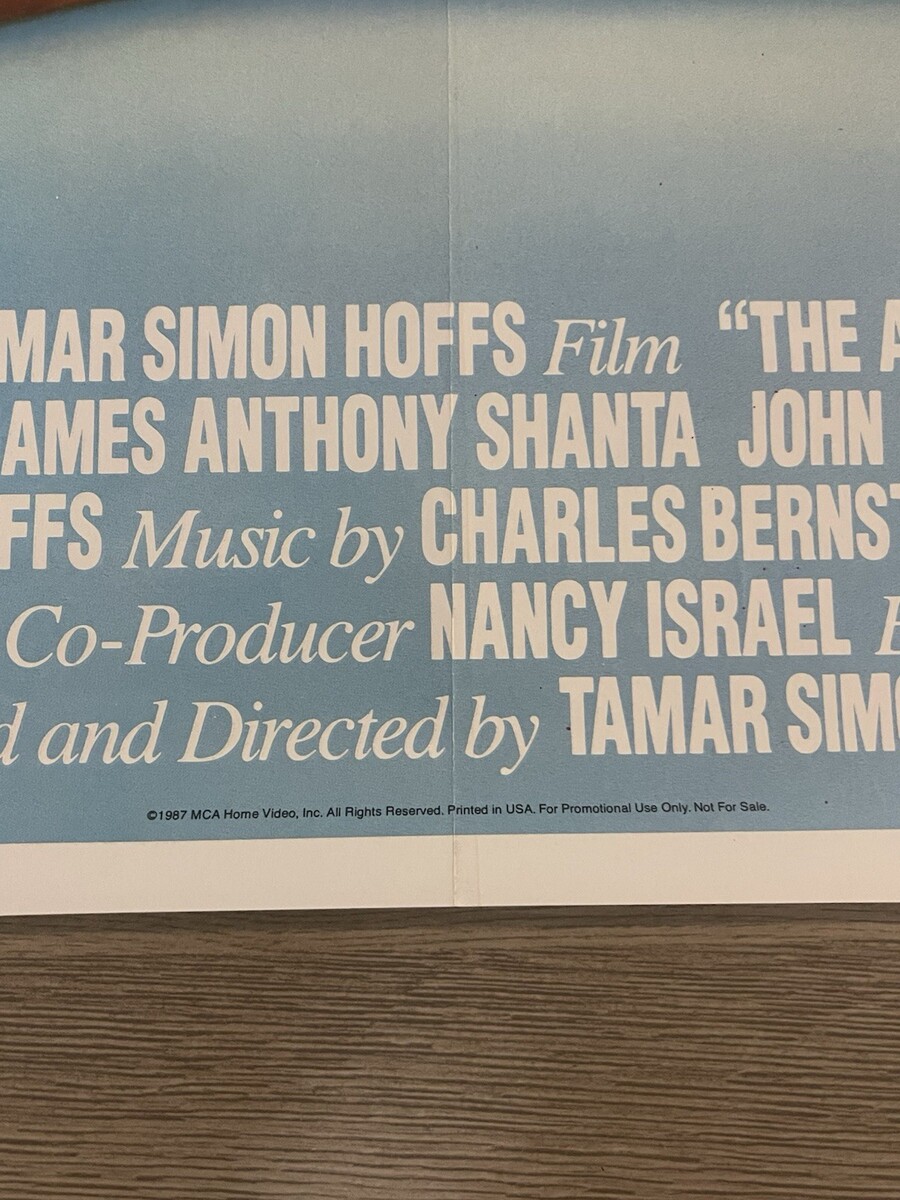 MAR SIMON HOFFS Film “THE A
AMES ANTHONY SHANTA JOHN
FFS Music by CHARLES BERNST
Co-Producer NANCY ISRAEL E
d and Directed by TAMAR SIMO
©1987 MCA Home Video, Inc. All Rights Reserved. Printed in USA. For Promotional Use Only. Not For Sale.